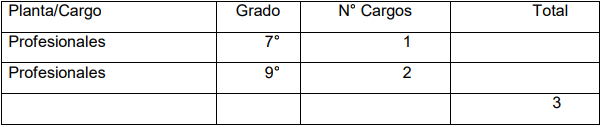 Planta/Cargo Grado N° Cargos Total
Profesionales 7° 1
Profesionales 9° 2
3